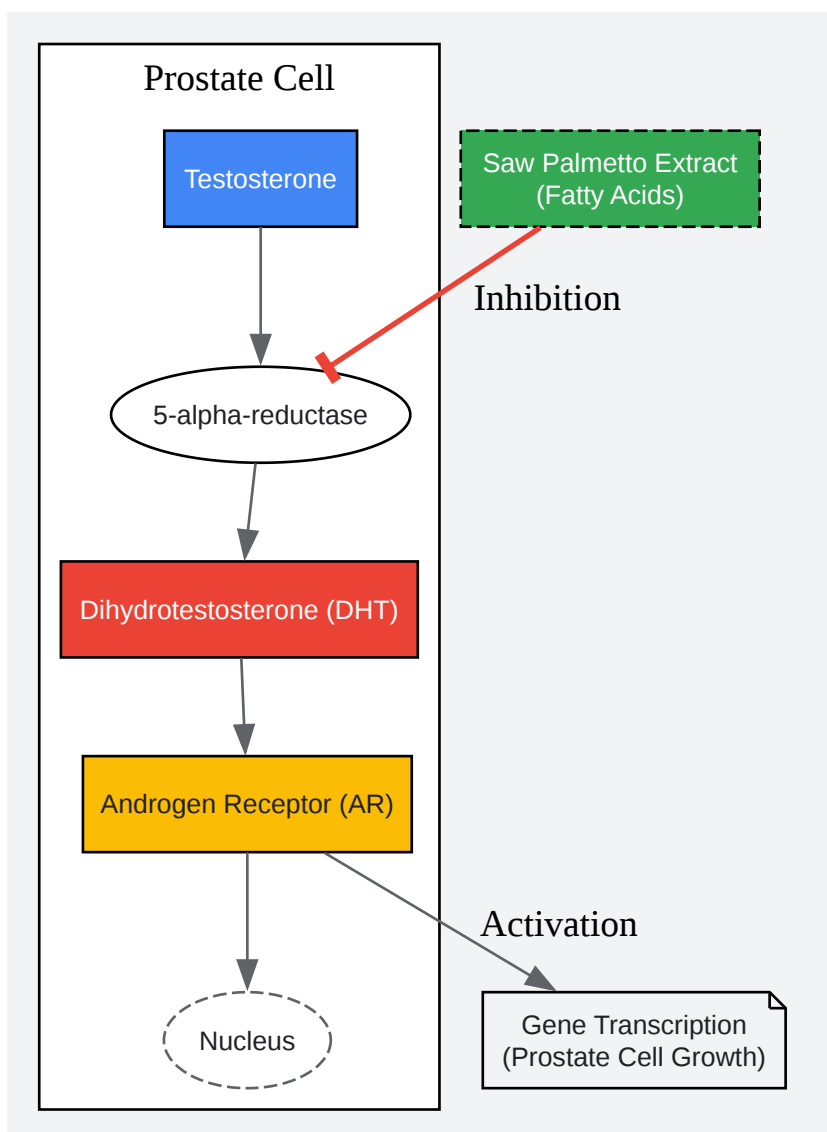 Prostate Cell
Testosterone
Saw Palmetto Extract
(Fatty Acids)
Inhibition
5-alpha-reductase
Dihydrotestosterone (DHT)
Androgen Receptor (AR)
Activation
Nucleus
Gene Transcription
(Prostate Cell Growth)